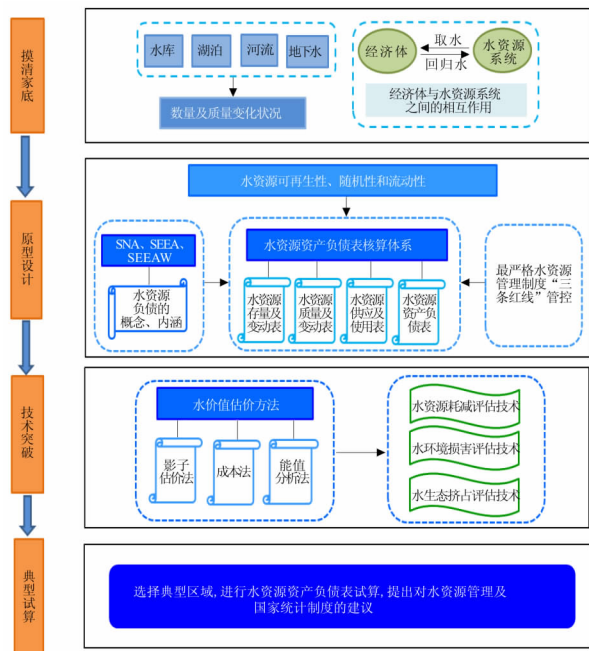 摸清家底
水库
湖泊
河流
地下水
数量及质量变化状况
经济体
取水
回归水
水资源
系统
经济体与水资源系统
之间的相互作用
原型设计
水资源可再生性、随机性和流动性
SNA、SEEA、
SEEAW
水资源
负债的
概念、内涵
水资源资产负债表核算体系
水资源
存量及
变动表
水资源
质量及
变动表
水资源
供应及
使用表
水资源
资产负
债表
最严格水资源
管理制度“三
条红线”管控
技术突破
水价值估价方法
影子
估价法
成本法
能值
分析法
水资源耗减评估技术
水环境损害评估技术
水生态挤占评估技术
典型试算
选择典型区域,进行水资源资产负债表试算,提出对水资源管理及
国家统计制度的建议